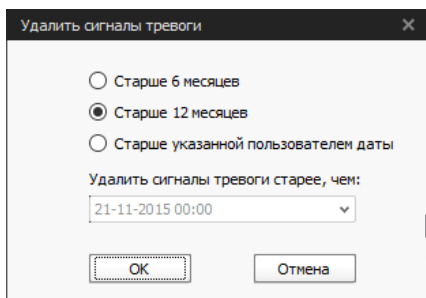 Удалить сигналы тревоги
Старше 6 месяцев
Старше 12 месяцев
Старше указанной пользователем даты
Удалить сигналы тревоги старее, чем:
21-11-2015 00:00
OK
Отмена